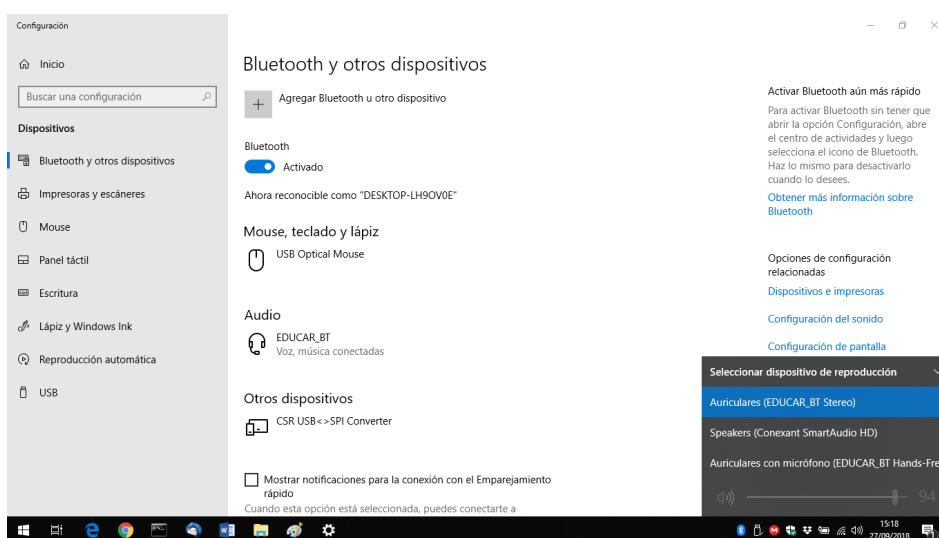 Configuración
Inicio
Buscar una configuración
Dispositivos
Bluetooth y otros dispositivos
Impresoras y escáneres
Mouse
Panel táctil
Escritura
Lápiz y Windows Ink
Reproducción automática
USB
Bluetooth y otros dispositivos
Agregar Bluetooth u otro dispositivo
Bluetooth
Activado
Ahora reconocible como "DESKTOP-LH9OV0E"
Mouse, teclado y lápiz
USB Optical Mouse
Audio
EDUCAR_BT
Voz, música conectadas
Otros dispositivos
CSR USB<>SPI Converter
Mostrar notificaciones para la conexión con el Emparejamiento
rápido
Cuando esta opción está seleccionada, puedes conectarte a
Activar Bluetooth aún más rápido
Para activar Bluetooth sin tener que
abrir la opción Configuración, abre
el centro de actividades y luego
selecciona el icono de Bluetooth.
Haz lo mismo para desactivarlo
cuando lo desees.
Obtener más información sobre
Bluetooth
Opciones de configuración
relacionadas
Dispositivos e impresoras
Configuración del sonido
Configuración de pantalla
Seleccionar dispositivo de reproducción
Auriculares (EDUCAR_BT Stereo)
Speakers (Conexant SmartAudio HD)
Auriculares con micrófono (EDUCAR_BT Hands-Fre
94
15:18
27/09/2018